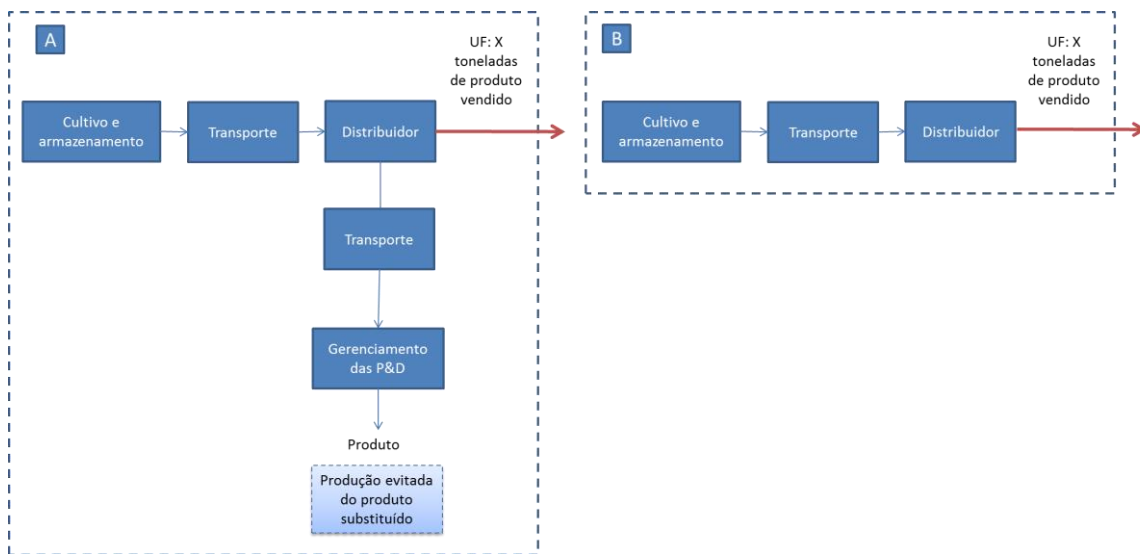 A
UF: X
toneladas
de produto
vendido
Cultivo e
armazenamento
Transporte
Distribuidor
Transporte
Gerenciamento
das P&D
Produto
Produção evitada
do produto
substituído
B
UF: X
toneladas
de produto
vendido
Cultivo e
armazenamento
Transporte
Distribuidor